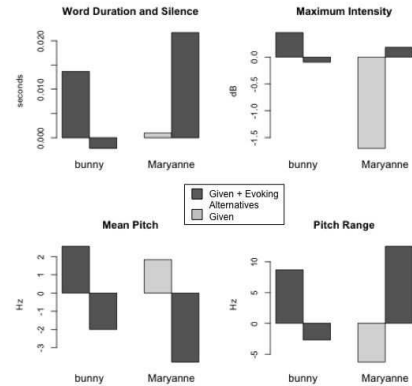 Word Duration and Silence
seconds
0.020
0.010
0.000
bunny
Maryanne
Maximum Intensity
dB
0.0
-0.5
-1.0
-1.5
bunny
Maryanne
Given + Evoking
Alternatives
Given
Mean Pitch
Hz
2
1
0
-1
-2
-3
bunny
Maryanne
Pitch Range
Hz
10
5
0
-5
bunny
Maryanne